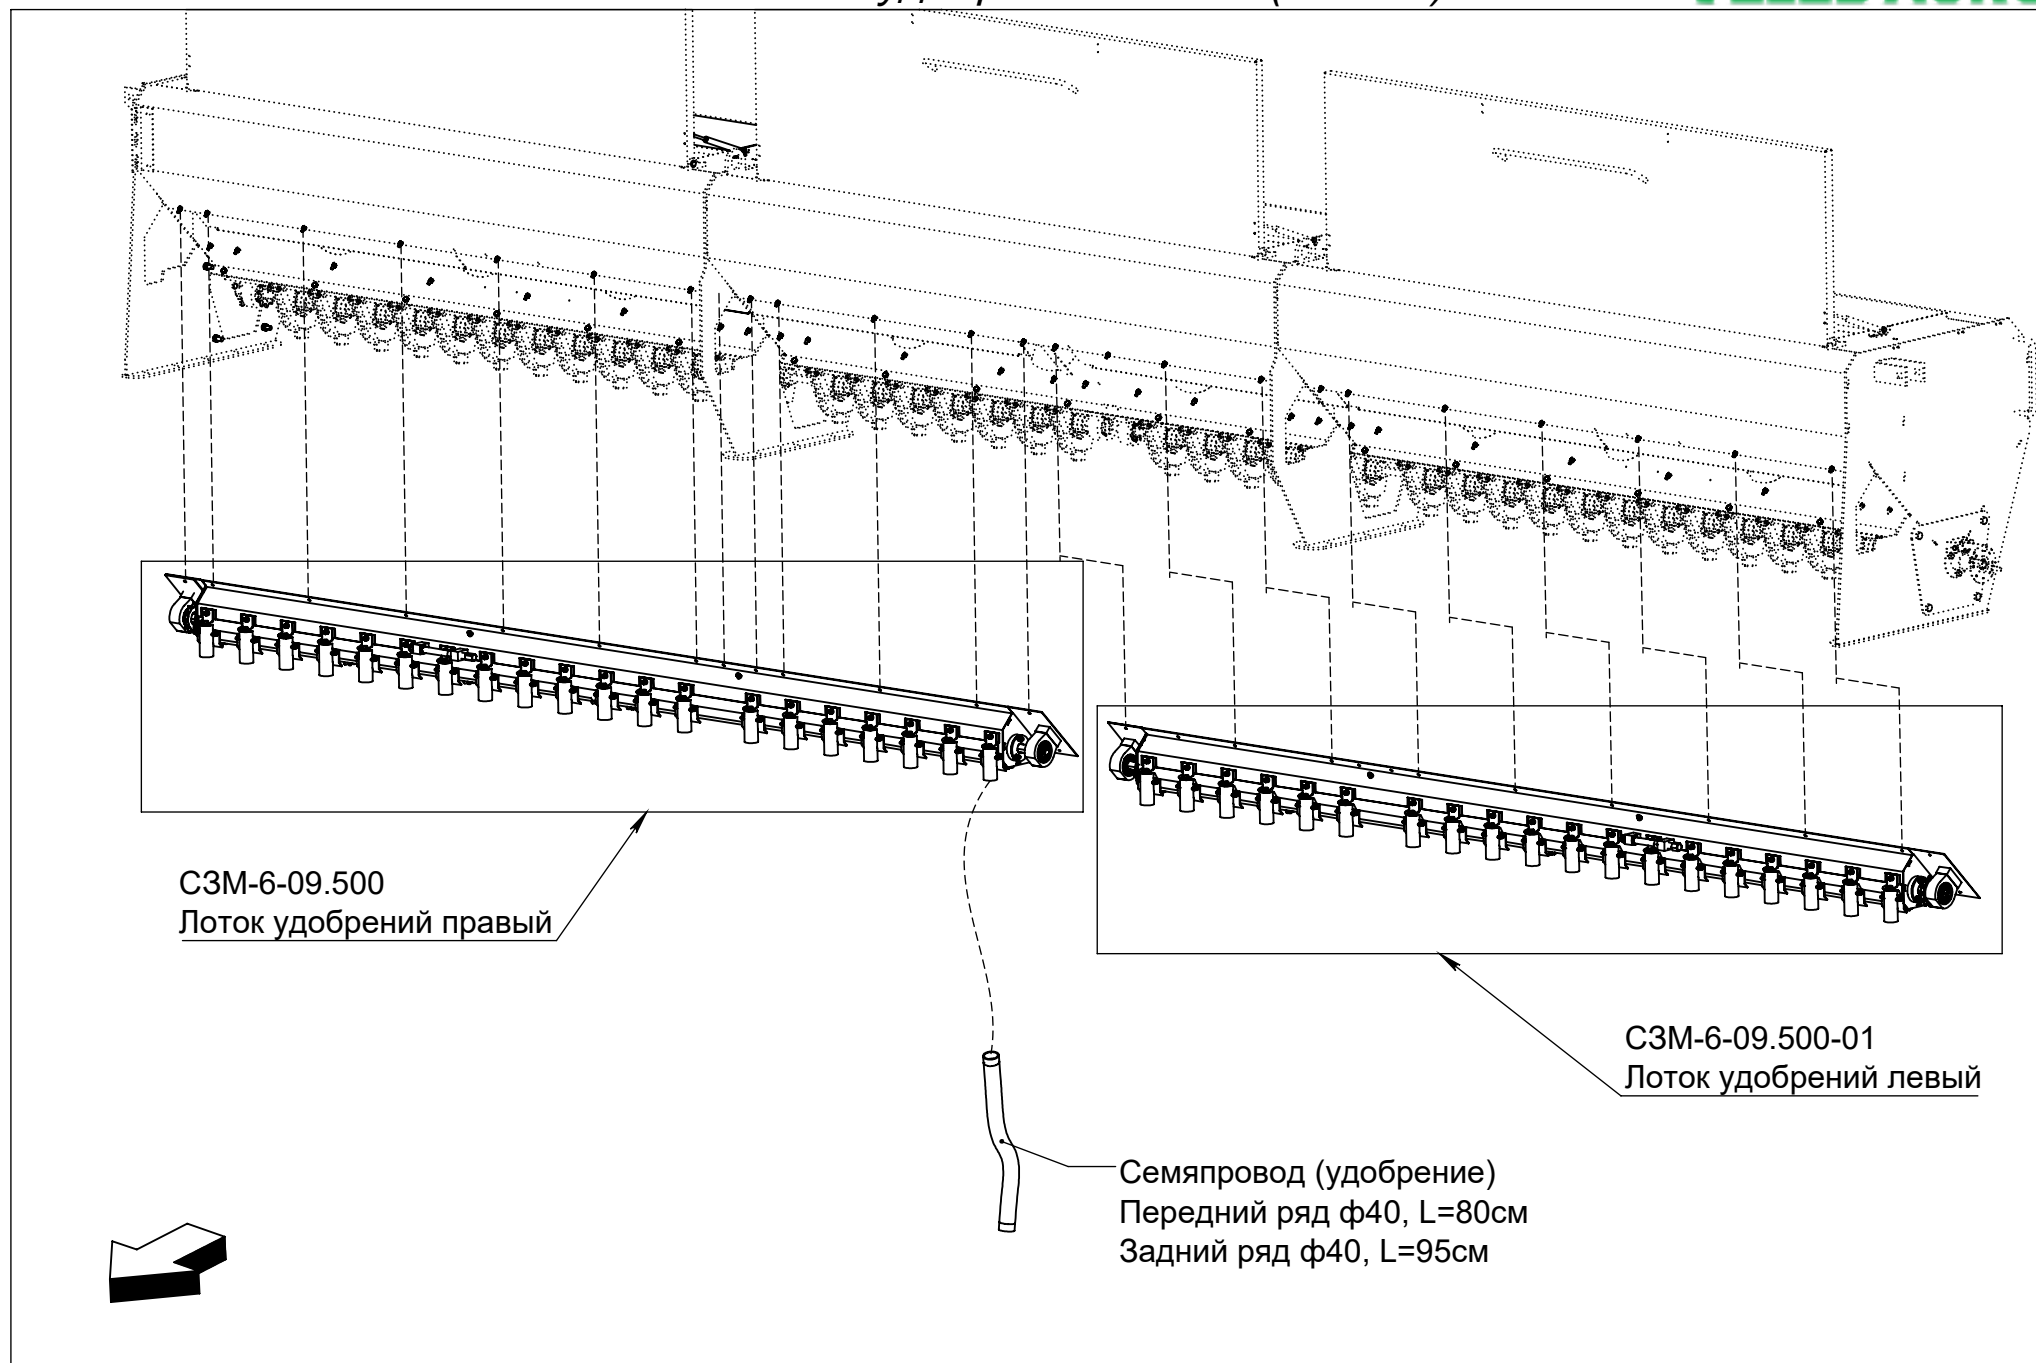 СЗМ-6-09.500
Лоток удобрений правый
СЗМ-6-09.500-01
Лоток удобрений левый
Семяпровод (удобрение)
Передний ряд ф40, L=80см
Задний ряд ф40, L=95см